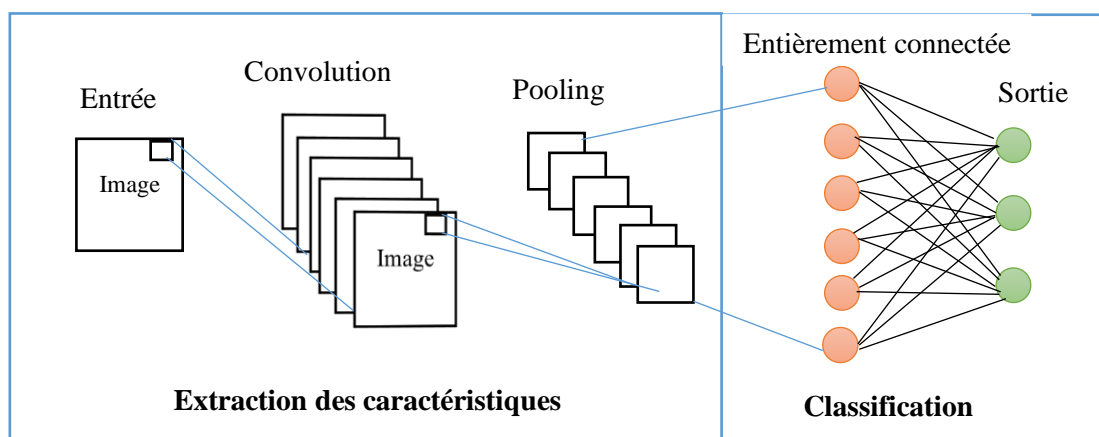 Entrée
Image
Convolution
Image
Pooling
Extraction des caractéristiques
Entièrement connectée
Sortie
Classification